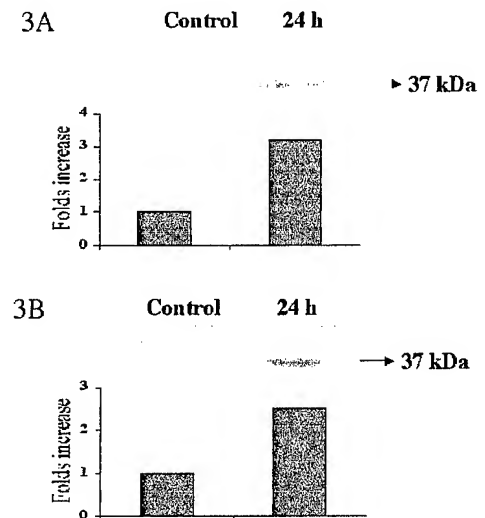 3A Control 24 h
37 kDa
Folds increase
4
3
2
1
0
3B Control 24 h
37 kDa
Folds increase
3
2
1
0